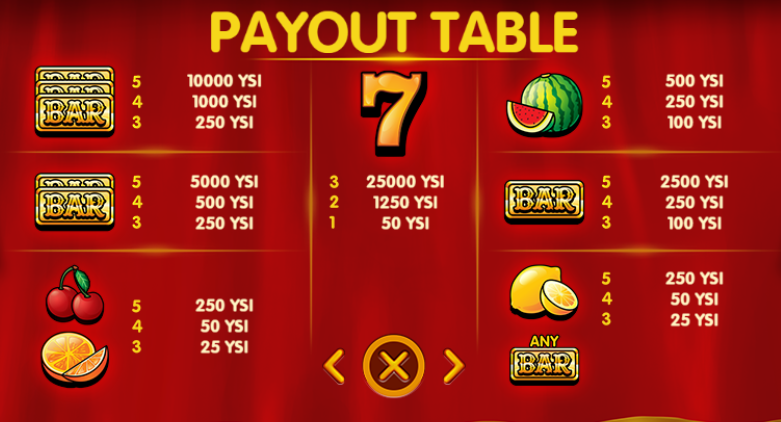 PAYOUT TABLE
BAR
5 10000 YSI
4 1000 YSI
3 250 YSI
BAR
5 5000 YSI
4 500 YSI
3 250 YSI
5 250 YSI
4 50 YSI
3 25 YSI
7
3 25000 YSI
2 1250 YSI
1 50 YSI
5 500 YSI
4 250 YSI
3 100 YSI
BAR
5 2500 YSI
4 250 YSI
3 100 YSI
5 250 YSI
4 50 YSI
3 25 YSI
ANY
BAR